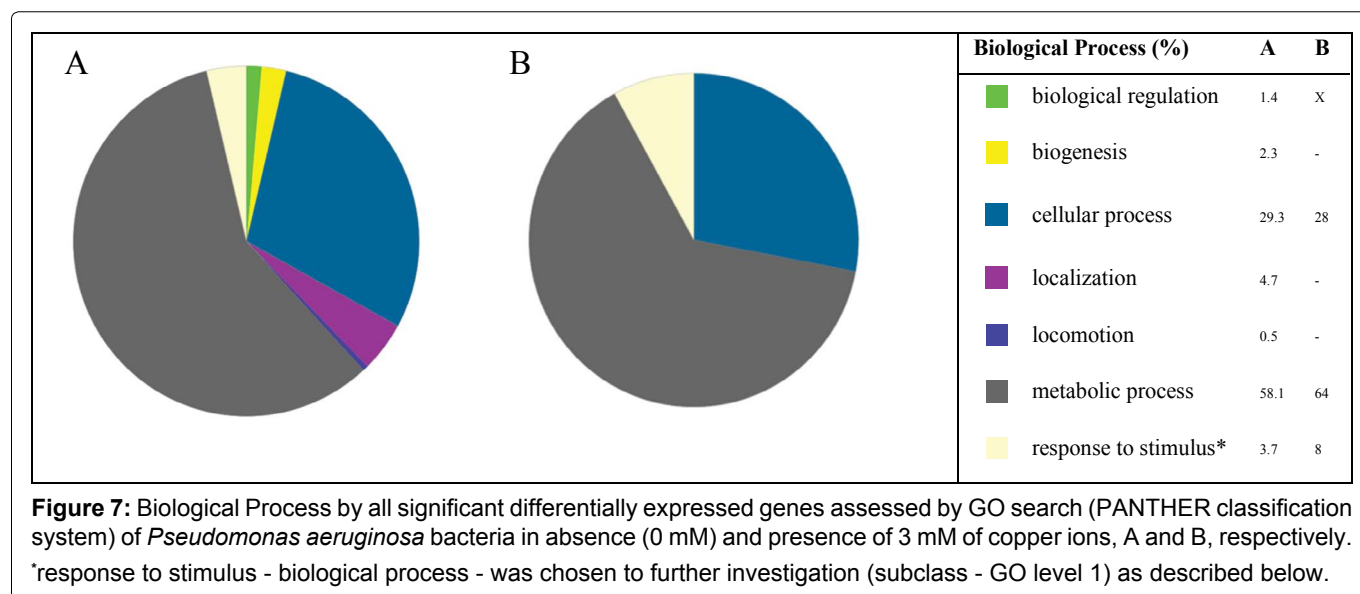 A
B
Biological Process (%) A B
biological regulation 1.4 X
biogenesis 2.3 -
cellular process 29.3 28
localization 4.7 -
locomotion 0.5 -
metabolic process 58.1 64
response to stimulus* 3.7 8
Figure 7: Biological Process by all significant differentially expressed genes assessed by GO search (PANTHER classification
system) of Pseudomonas aeruginosa bacteria in absence (0 mM) and presence of 3 mM of copper ions, A and B, respectively.
*response to stimulus - biological process - was chosen to further investigation (subclass - GO level 1) as described below.